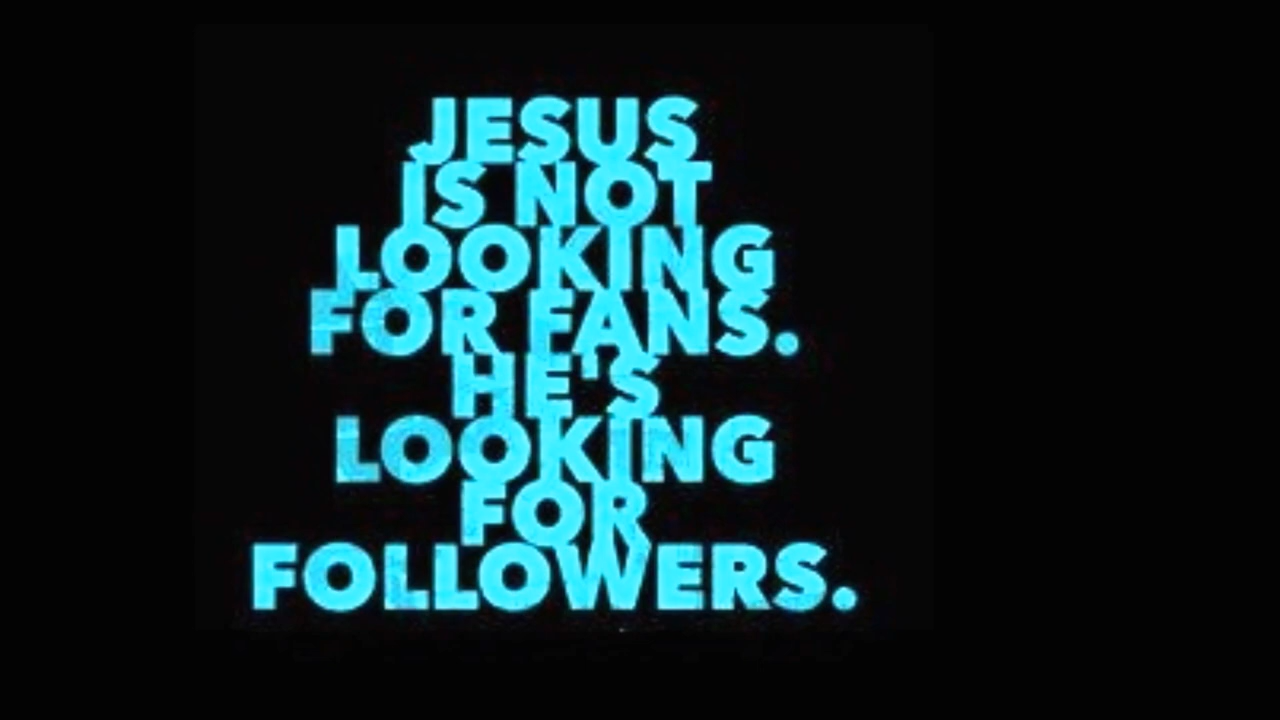 JESUS
IS NOT
LOOKING
FOR FANS.
HE'S
LOOKING
FOR
FOLLOWERS.